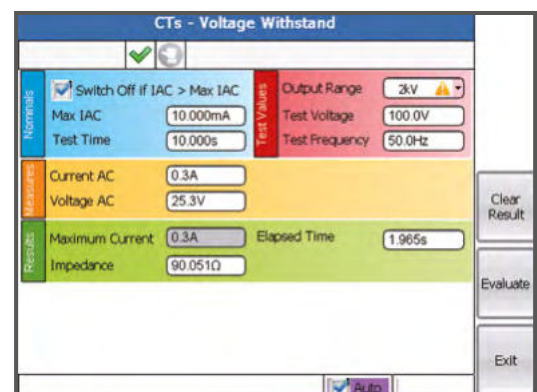 CTs - Voltage Withstand
Nominals
Switch Off if IAC > Max IAC
Max IAC 10.000mA
Test Time 10.000s
Test Values
Output Range 2kV
Test Voltage 100.0V
Test Frequency 50.0Hz
Measures
Current AC 0.3A
Voltage AC 25.3V
Results
Maximum Current 0.3A Elapsed Time 1.965s
Impedance 90.051Ω
Clear
Result
Evaluate
Exit
Auto